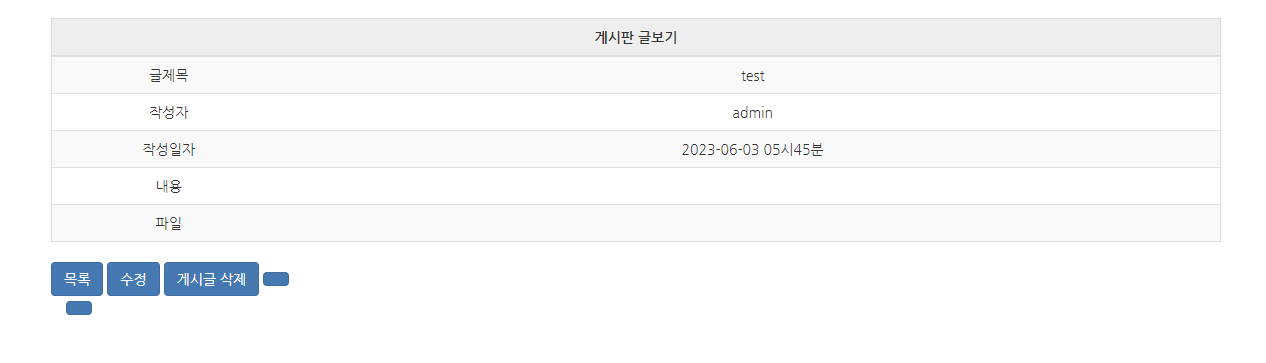 게시판 글보기
글제목 test
작성자 admin
작성일자 2023-06-03 05시45분
내용
파일
목록 수정 게시글 삭제